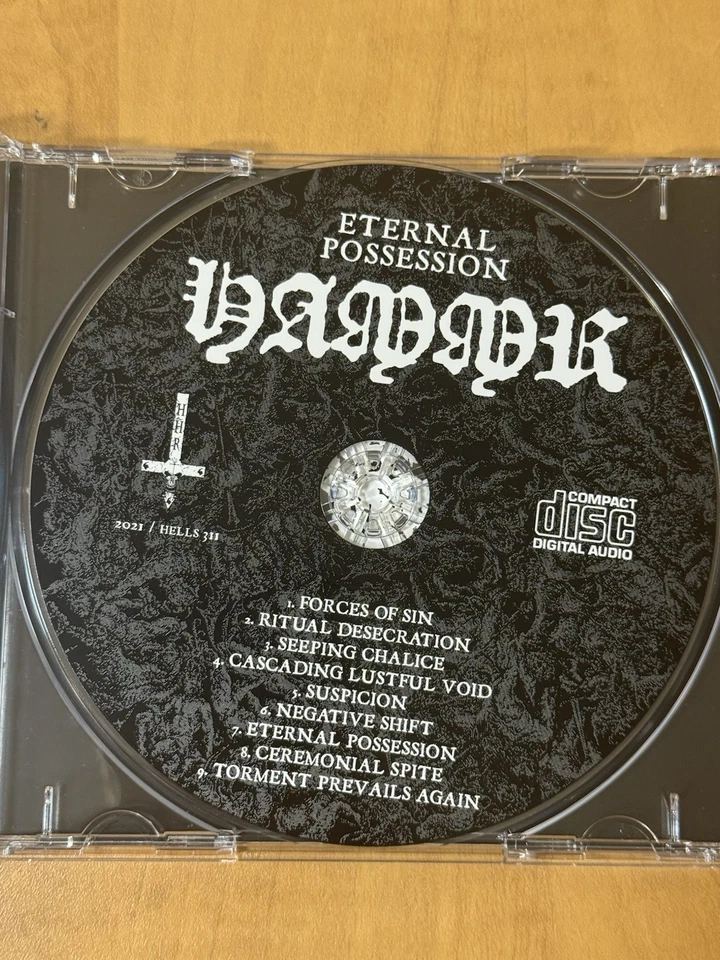 ETERNAL
POSSESSION
HAMMR
HHR
2021 / HELLS 311
COMPACT
disc
DIGITAL AUDIO
1. FORCES OF SIN
2. RITUAL DESECRATION
3. SEEPING CHALICE
4. CASCADING LUSTFUL VOID
5. SUSPICION
6. NEGATIVE SHIFT
7. ETERNAL POSSESSION
8. CEREMONIAL SPITE
9. TORMENT PREVAILS AGAIN